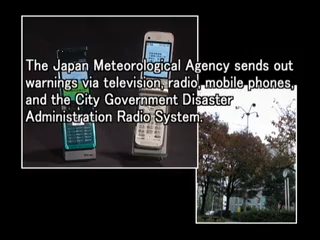 The Japan Meteorological Agency sends out
warnings via television, radio, mobile phones,
and the City Government Disaster
Administration Radio System.